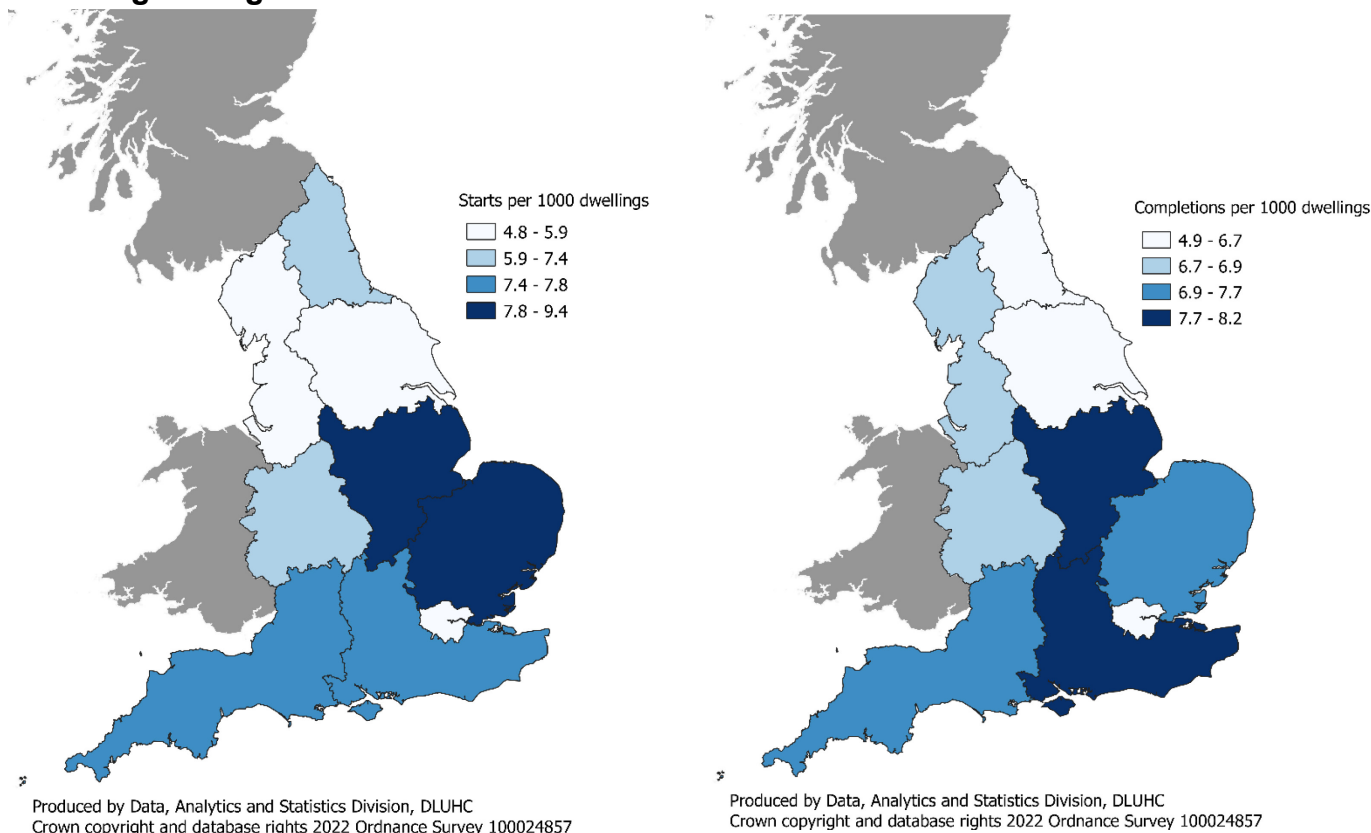 Starts per 1000 dwellings
4.8 - 5.9
5.9 - 7.4
7.4 - 7.8
7.8 - 9.4
Produced by Data, Analytics and Statistics Division, DLUHC
Crown copyright and database rights 2022 Ordnance Survey 100024857
Completions per 1000 dwellings
4.9 - 6.7
6.7 - 6.9
6.9 - 7.7
7.7 - 8.2
Produced by Data, Analytics and Statistics Division, DLUHC
Crown copyright and database rights 2022 Ordnance Survey 100024857